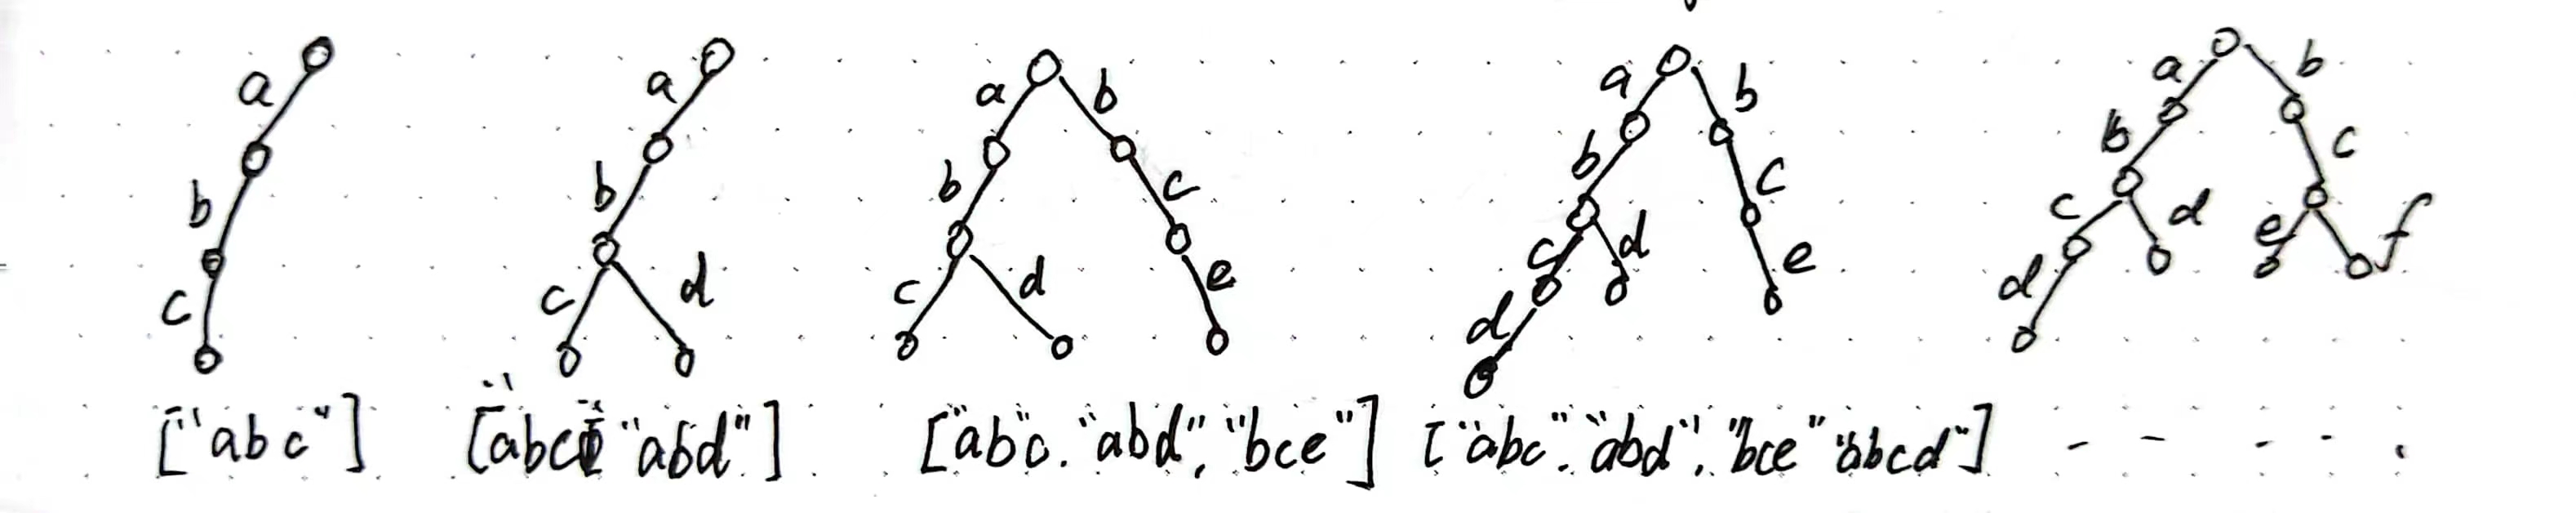 a a a b a b a b
b b b c b c b c
c c d c d e c d e c d e f
d d
["abc"] ["abc" "abd"] ["abc", "abd", "bce"] ["abc", "abd", "bce" "abcd"] - - - - .